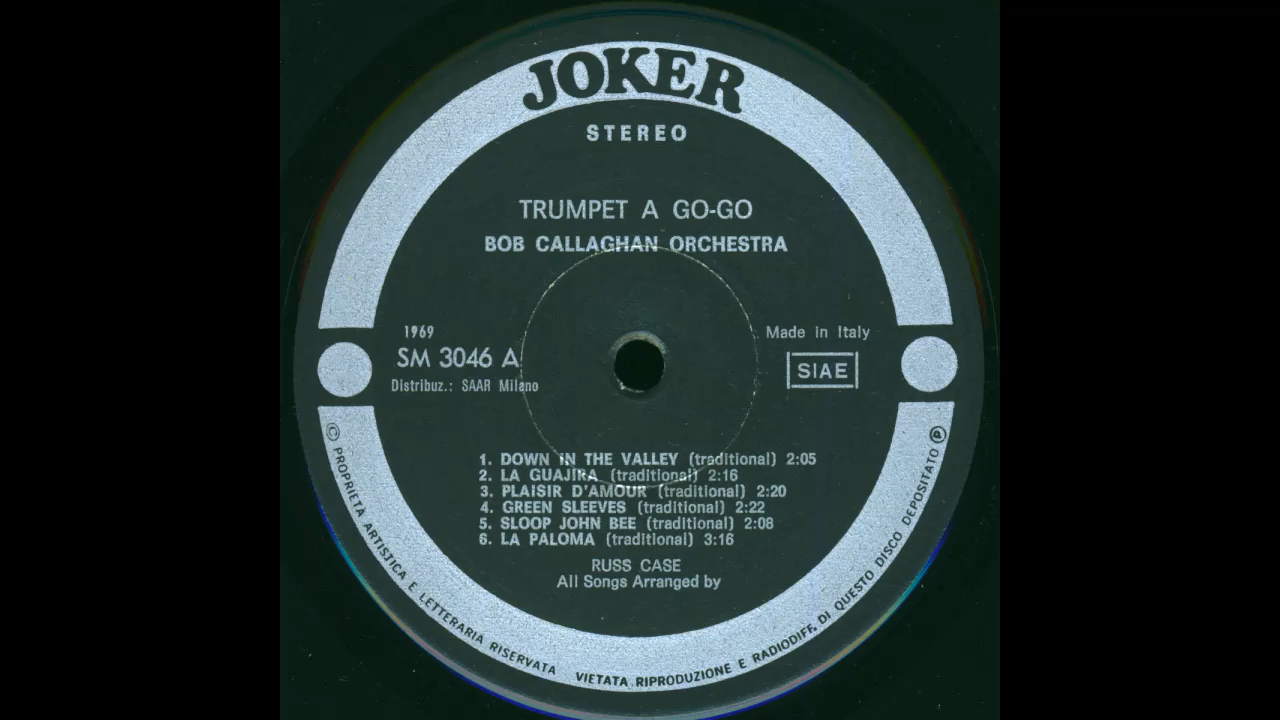 JOKER
STEREO
TRUMPET A GO-GO
BOB CALLAGHAN ORCHESTRA
1969
SM 3046 A
Distribuz.: SAAR Milano
Made in Italy
SIAE
1. DOWN IN THE VALLEY (traditional) 2:05
2. LA GUAJIRA (traditional) 2:16
3. PLAISIR D'AMOUR (traditional) 2:20
4. GREEN SLEEVES (traditional) 2:22
5. SLOOP JOHN BEE (traditional) 2:08
6. LA PALOMA (traditional) 3:16
RUSS CASE
All Songs Arranged by
© PROPRIETA ARTISTICA E LETTERARIA RISERVATA VIETATA RIPRODUZIONE E RADIODIFF. DI QUESTO DISCO DEPOSITATO ℗